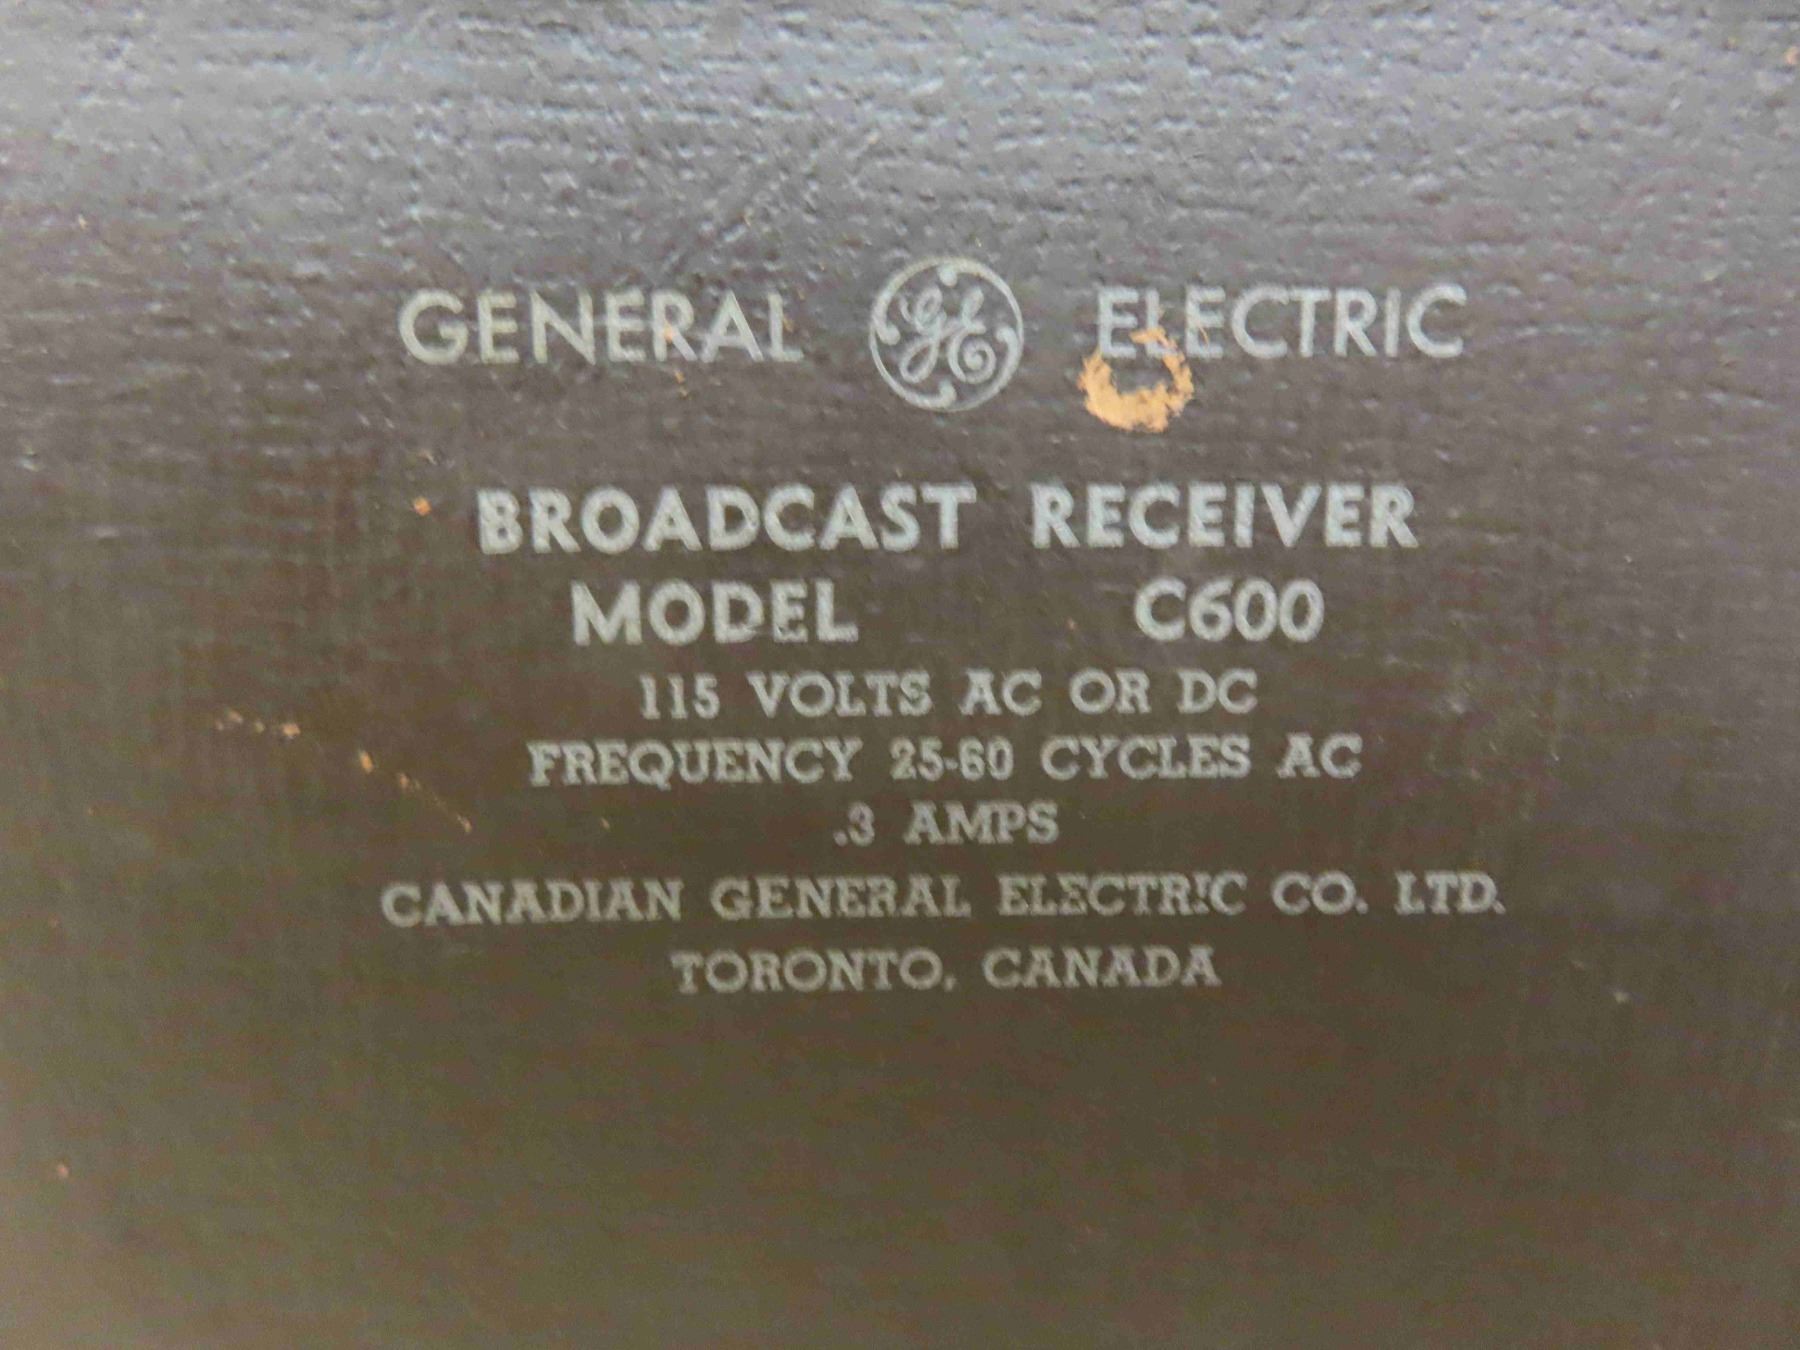 GENERAL GE ELECTRIC
BROADCAST RECEIVER
MODEL C600
115 VOLTS AC OR DC
FREQUENCY 25-60 CYCLES AC
.3 AMPS
CANADIAN GENERAL ELECTRIC CO. LTD.
TORONTO, CANADA